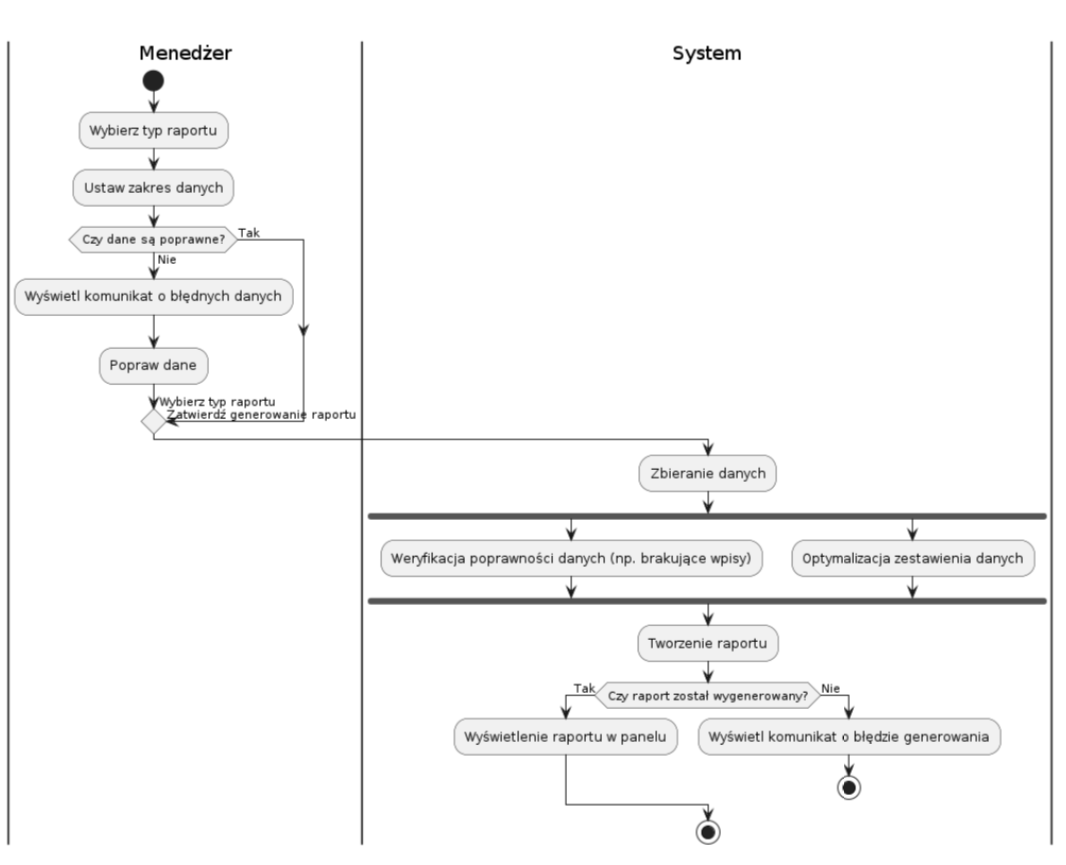 Menedżer
System
Wybierz typ raportu
Ustaw zakres danych
Czy dane są poprawne?
Tak
Nie
Wyświetl komunikat o błędnych danych
Popraw dane
Wybierz typ raportu
Zatwierdź generowanie raportu
Zbieranie danych
Weryfikacja poprawności danych (np. brakujące wpisy)
Optymalizacja zestawienia danych
Tworzenie raportu
Tak
Czy raport został wygenerowany?
Nie
Wyświetlenie raportu w panelu
Wyświetl komunikat o błędzie generowania